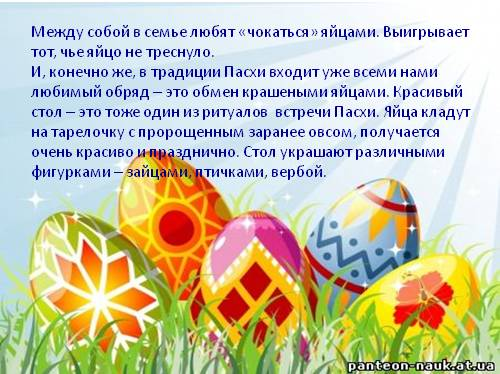 Между собой в семье любят «чокаться» яйцами. Выигрывает
тот, чье яйцо не треснуло.
И, конечно же, в традиции Пасхи входит уже всеми нами
любимый обряд – это обмен крашеными яйцами. Красивый
стол – это тоже один из ритуалов встречи Пасхи. Яйца кладут
на тарелочку с пророщенным заранее овсом, получается
очень красиво и празднично. Стол украшают различными
фигурками – зайцами, птичками, вербой.
panteon-nauk.at.ua